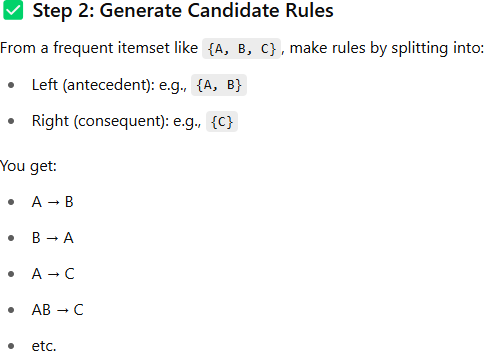 ✅ Step 2: Generate Candidate Rules
From a frequent itemset like {A, B, C}, make rules by splitting into:
• Left (antecedent): e.g., {A, B}
• Right (consequent): e.g., {C}
You get:
• A → B
• B → A
• A → C
• AB → C
• etc.